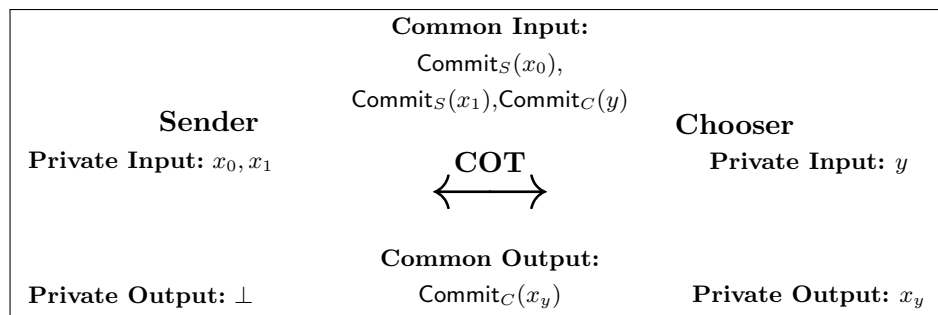 Common Input:
Commit_S(x_0),
Commit_S(x_1),Commit_C(y)
Sender
Chooser
Private Input: x_0, x_1
COT
Private Input: y
Common Output:
Private Output: ⊥
Commit_C(x_y)
Private Output: x_y